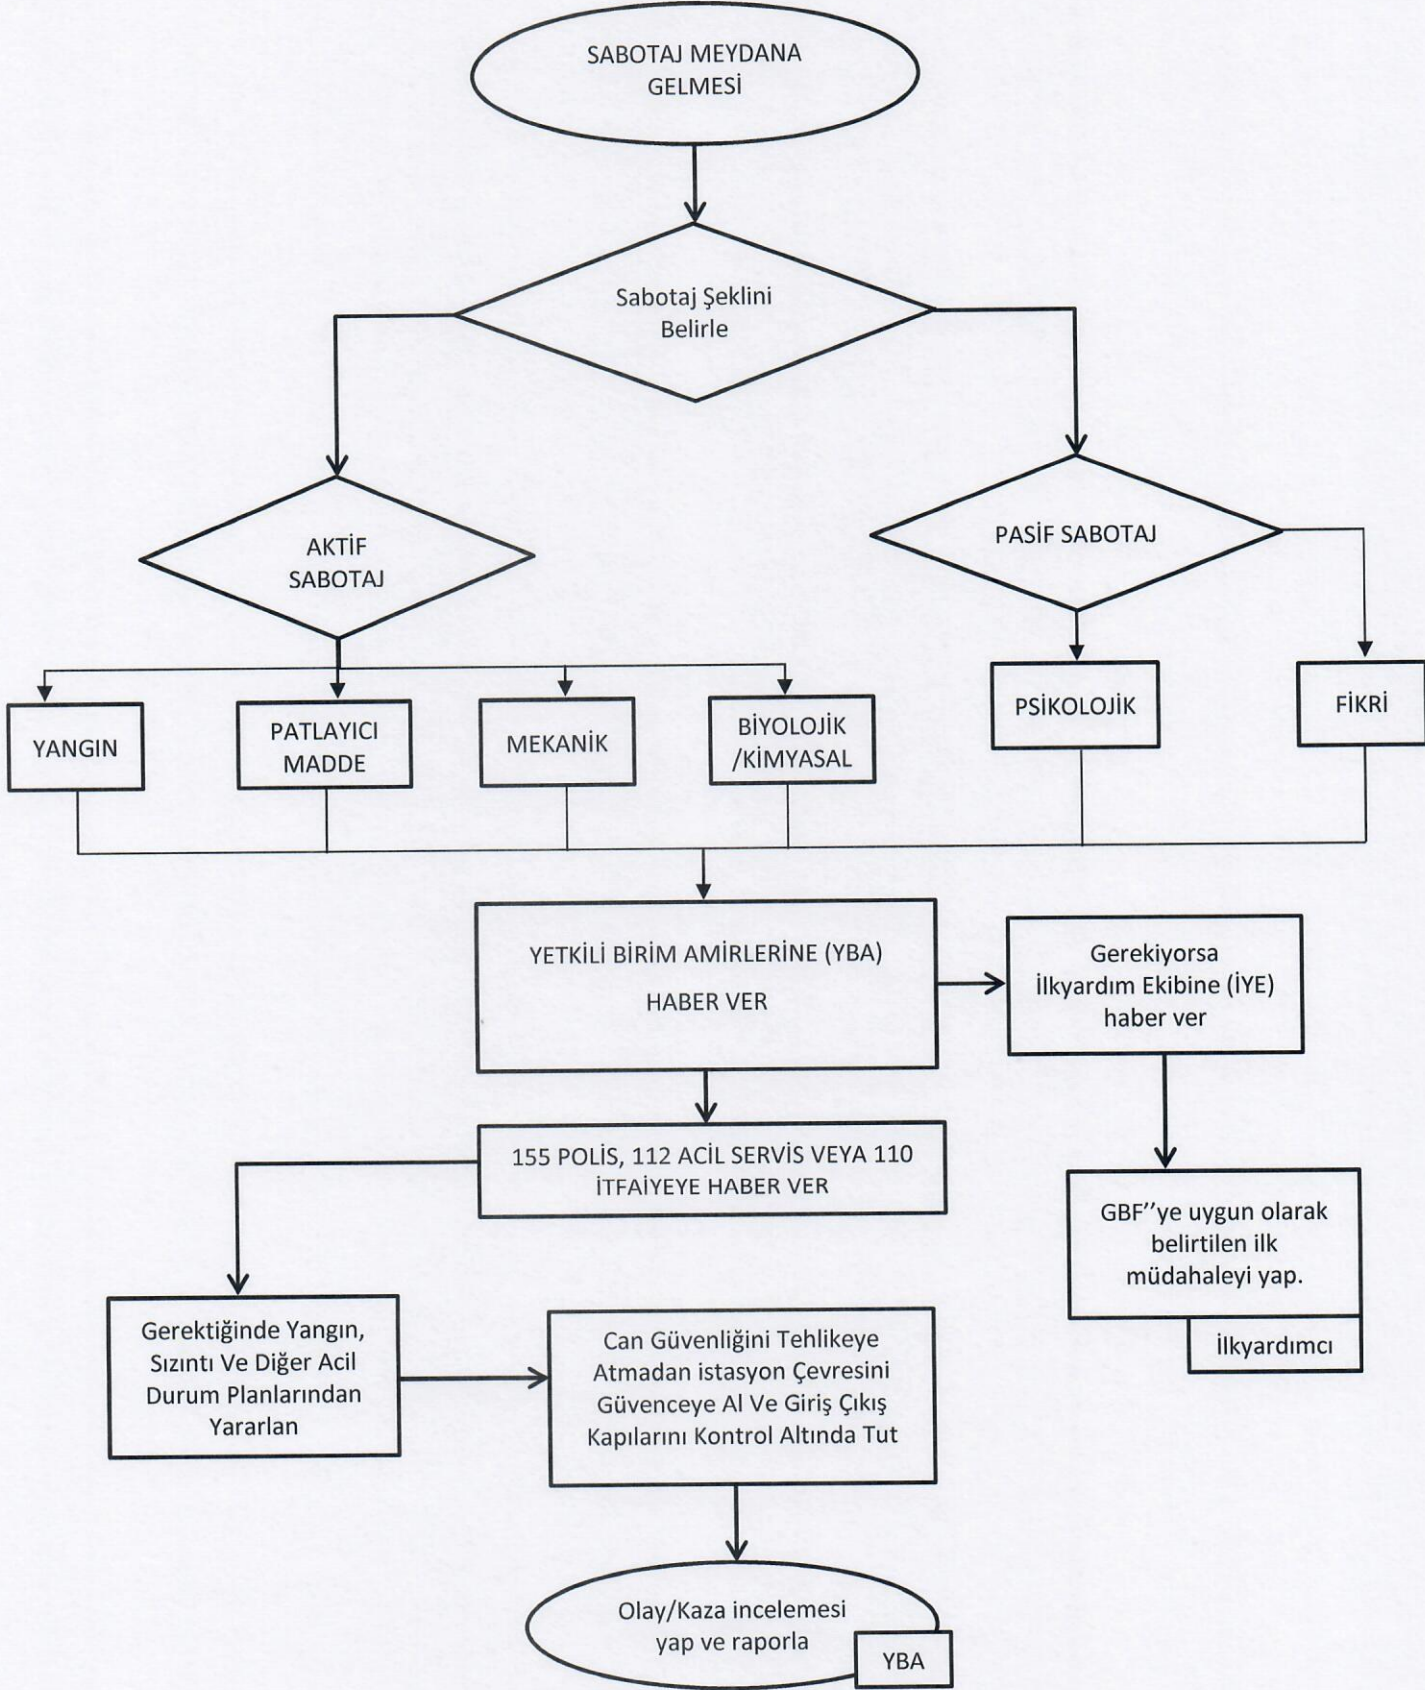 SABOTAJ MEYDANA
GELMESİ
Sabotaj Şeklini
Belirle
AKTİF
SABOTAJ
PASİF SABOTAJ
YANGIN
PATLAYICI
MADDE
MEKANİK
BİYOLOJİK
/KİMYASAL
PSİKOLOJİK
FİKRİ
YETKİLİ BİRİM AMİRLERİNE (YBA)
HABER VER
Gerekiyorsa
İlkyardım Ekibine (İYE)
haber ver
155 POLİS, 112 ACİL SERVİS VEYA 110
İTFAİYEYE HABER VER
GBF’’ye uygun olarak
belirtilen ilk
müdahaleyi yap.
İlkyardımcı
Gerektiğinde Yangın,
Sızıntı Ve Diğer Acil
Durum Planlarından
Yararlan
Can Güvenliğini Tehlikeye
Atmadan istasyon Çevresini
Güvenceye Al Ve Giriş Çıkış
Kapılarını Kontrol Altında Tut
Olay/Kaza incelemesi
yap ve raporla
YBA